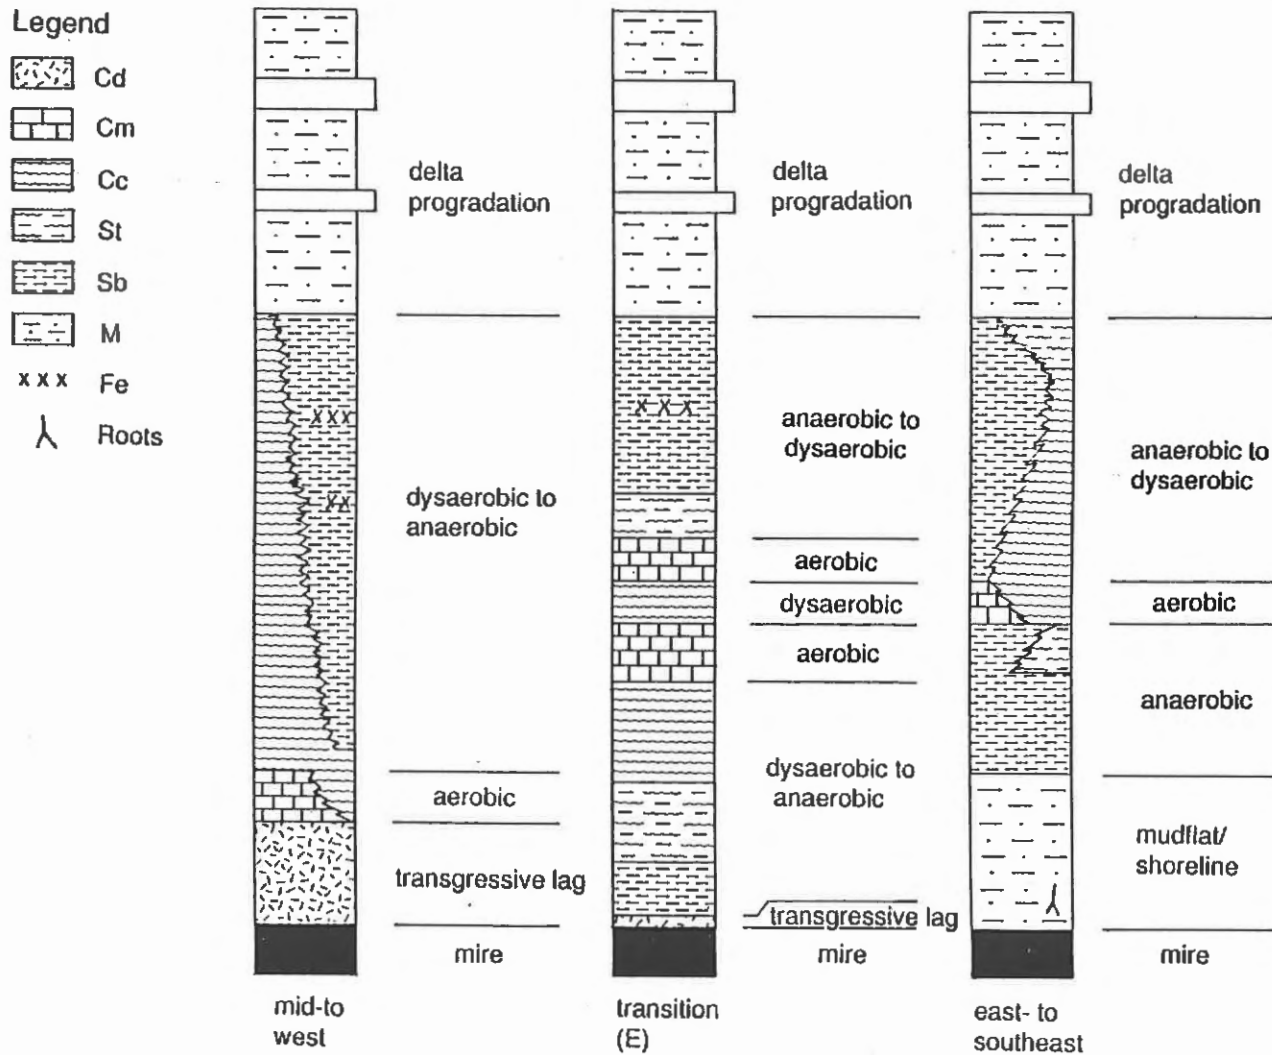 Legend
Cd
Cm
Cc
St
Sb
M
x x x Fe
Roots
delta
progradation
dysaerobic to
anaerobic
aerobic
transgressive lag
mire
mid-to
west
delta
progradation
anaerobic to
dysaerobic
aerobic
dysaerobic
aerobic
dysaerobic to
anaerobic
transgressive lag
mire
transition
(E)
delta
progradation
anaerobic to
dysaerobic
aerobic
anaerobic
mudflat/
shoreline
mire
east- to
southeast